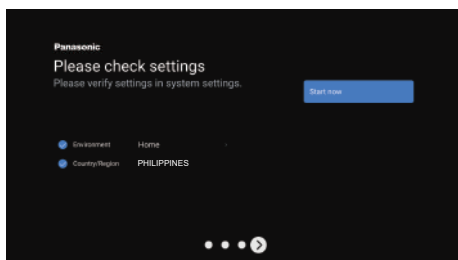 Panasonic
Please check settings
Please verify settings in system settings.
Start now
Environment Home
Country/Region PHILIPPINES